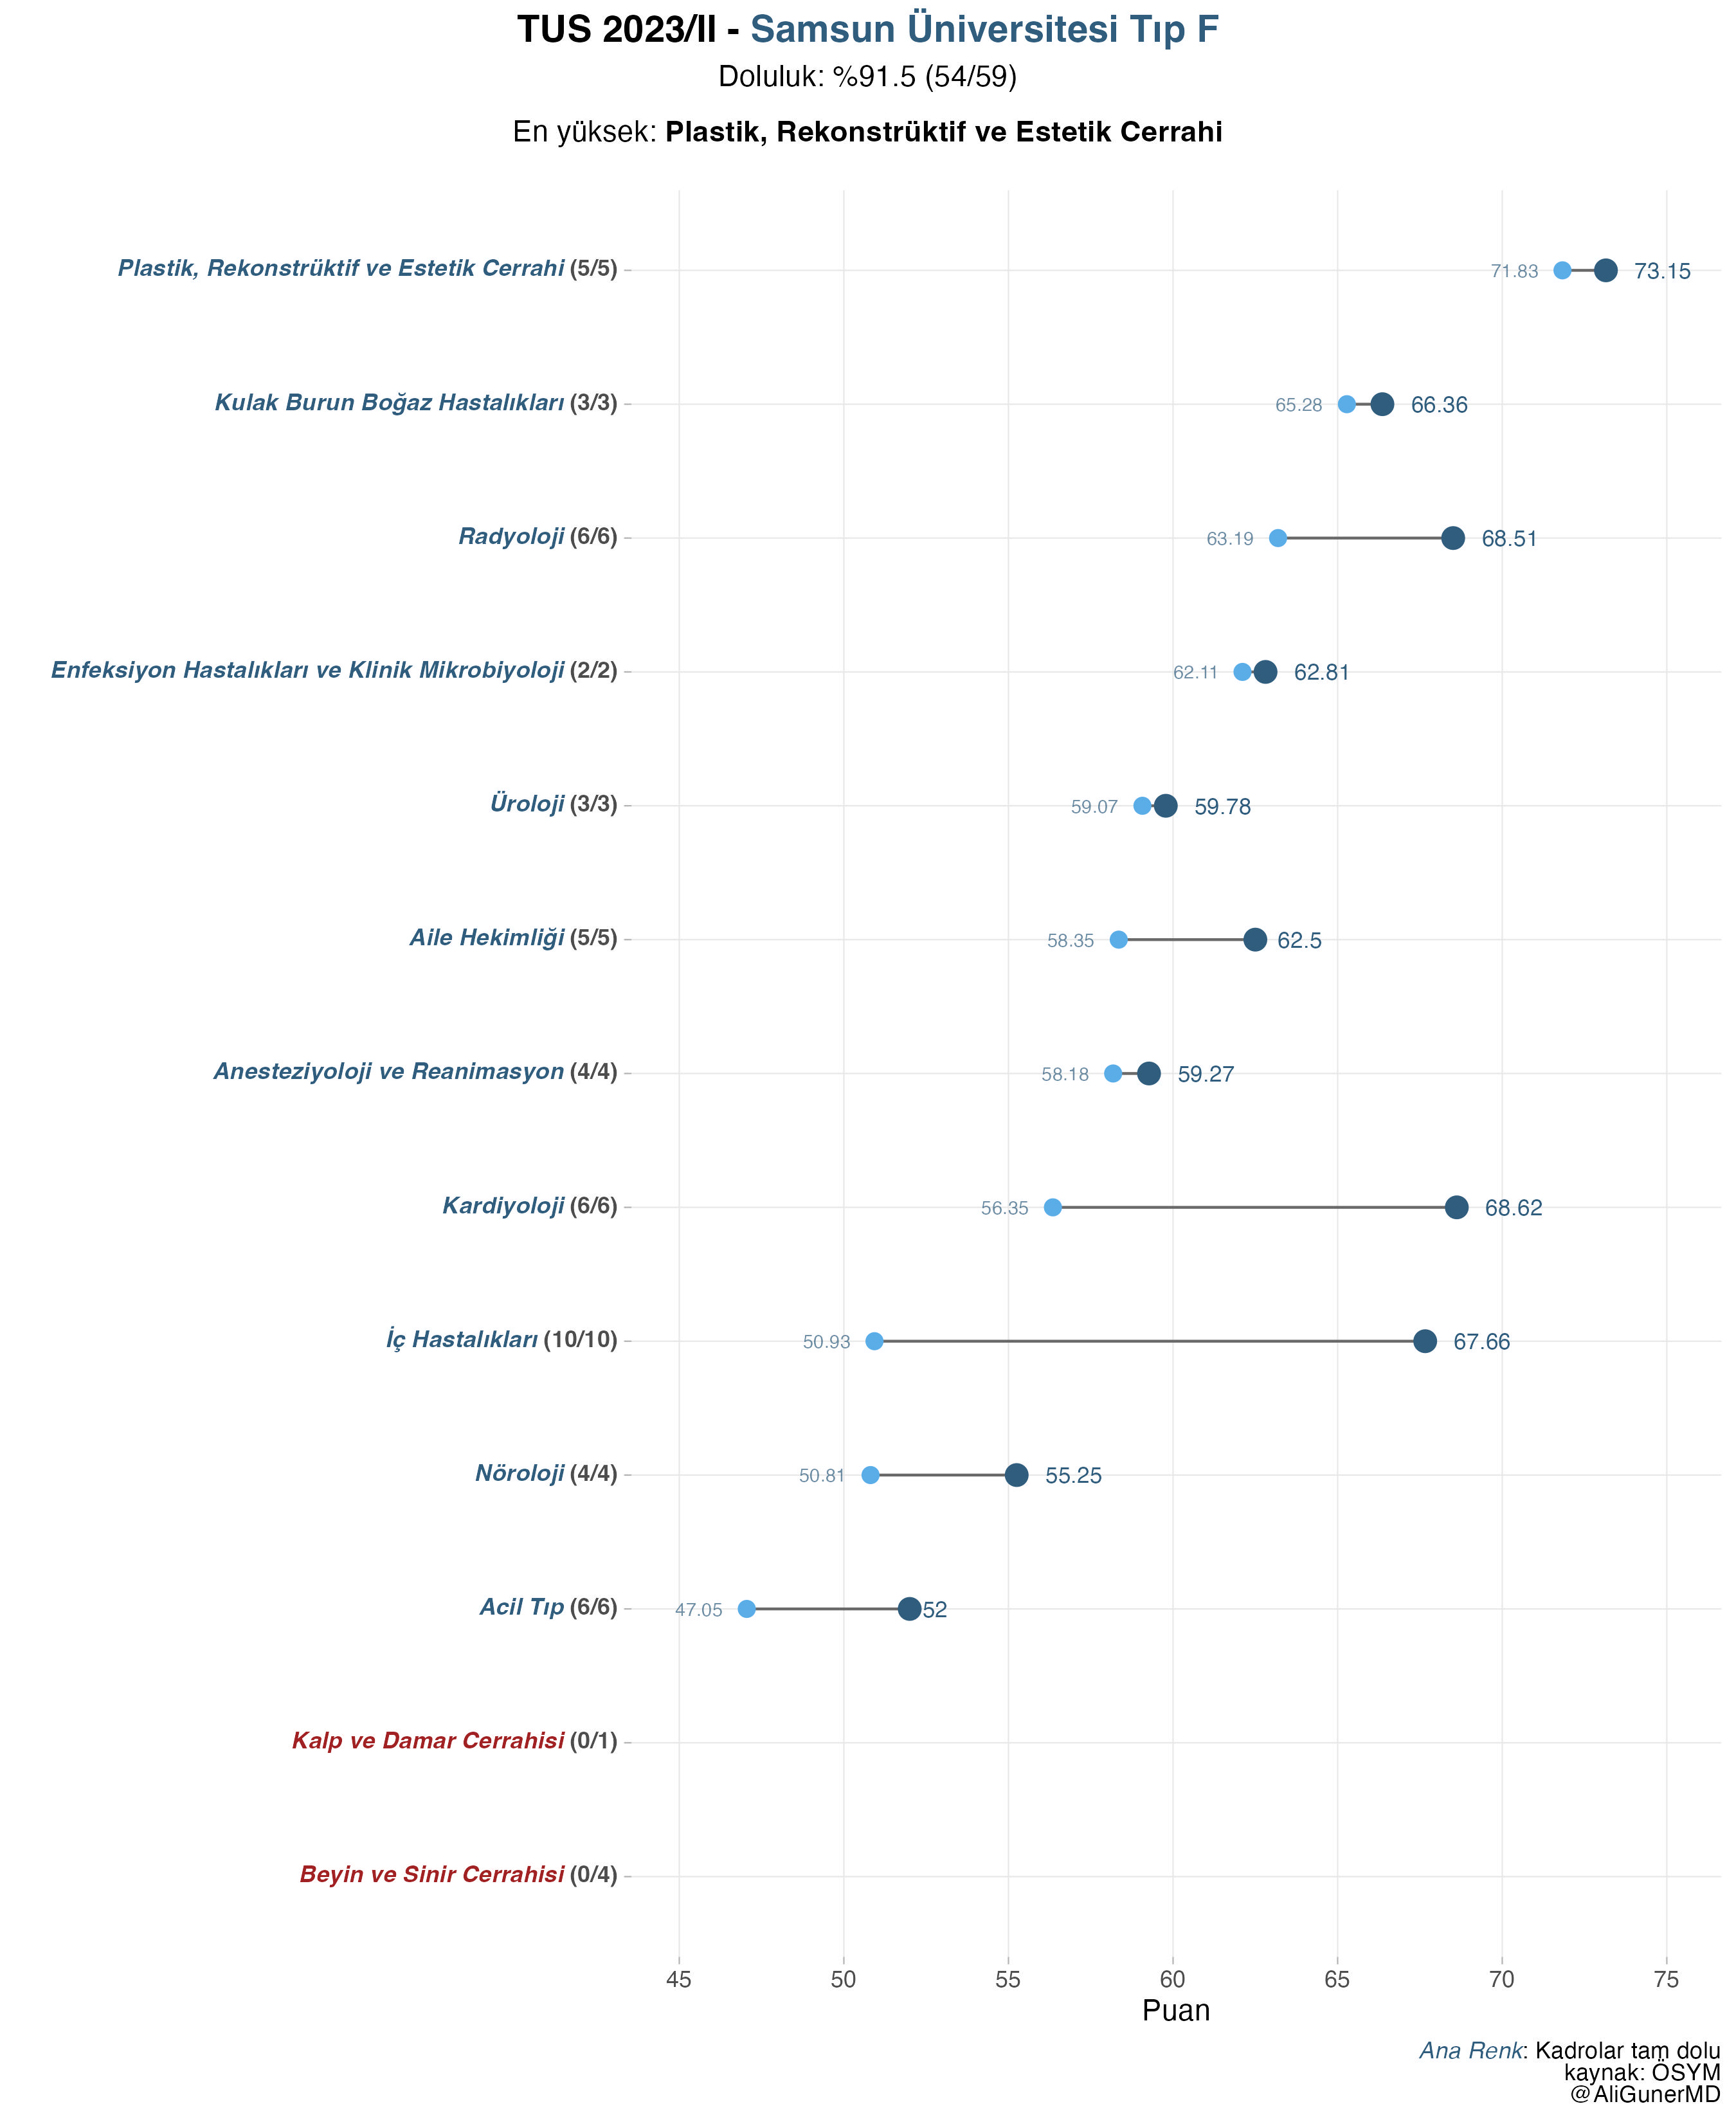 TUS 2023/II - Samsun Üniversitesi Tıp F
Doluluk: %91.5 (54/59)
En yüksek: Plastik, Rekonstrüktif ve Estetik Cerrahi
Plastik, Rekonstrüktif ve Estetik Cerrahi (5/5) 71.83 73.15
Kulak Burun Boğaz Hastalıkları (3/3) 65.28 66.36
Radyoloji (6/6) 63.19 68.51
Enfeksiyon Hastalıkları ve Klinik Mikrobiyoloji (2/2) 62.11 62.81
Üroloji (3/3) 59.07 59.78
Aile Hekimliği (5/5) 58.35 62.5
Anesteziyoloji ve Reanimasyon (4/4) 58.18 59.27
Kardiyoloji (6/6) 56.35 68.62
İç Hastalıkları (10/10) 50.93 67.66
Nöroloji (4/4) 50.81 55.25
Acil Tıp (6/6) 47.05 52
Kalp ve Damar Cerrahisi (0/1)
Beyin ve Sinir Cerrahisi (0/4)
45 50 55 60 65 70 75
Puan
Ana Renk: Kadrolar tam dolu
kaynak: ÖSYM
@AliGunerMD